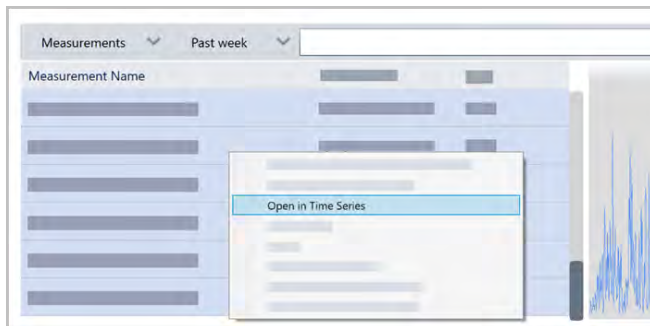 Measurements Past week
Measurement Name
Open in Time Series